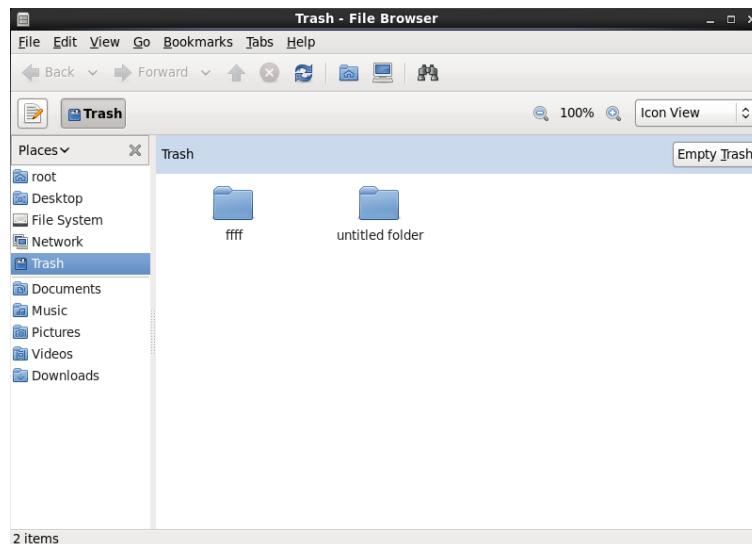 Trash - File Browser
File Edit View Go Bookmarks Tabs Help
Back Forward
Trash 100% Icon View
Places Trash Empty Trash
root
Desktop
File System
Network
Trash
Documents
Music
Pictures
Videos
Downloads
ffff untitled folder
2 items